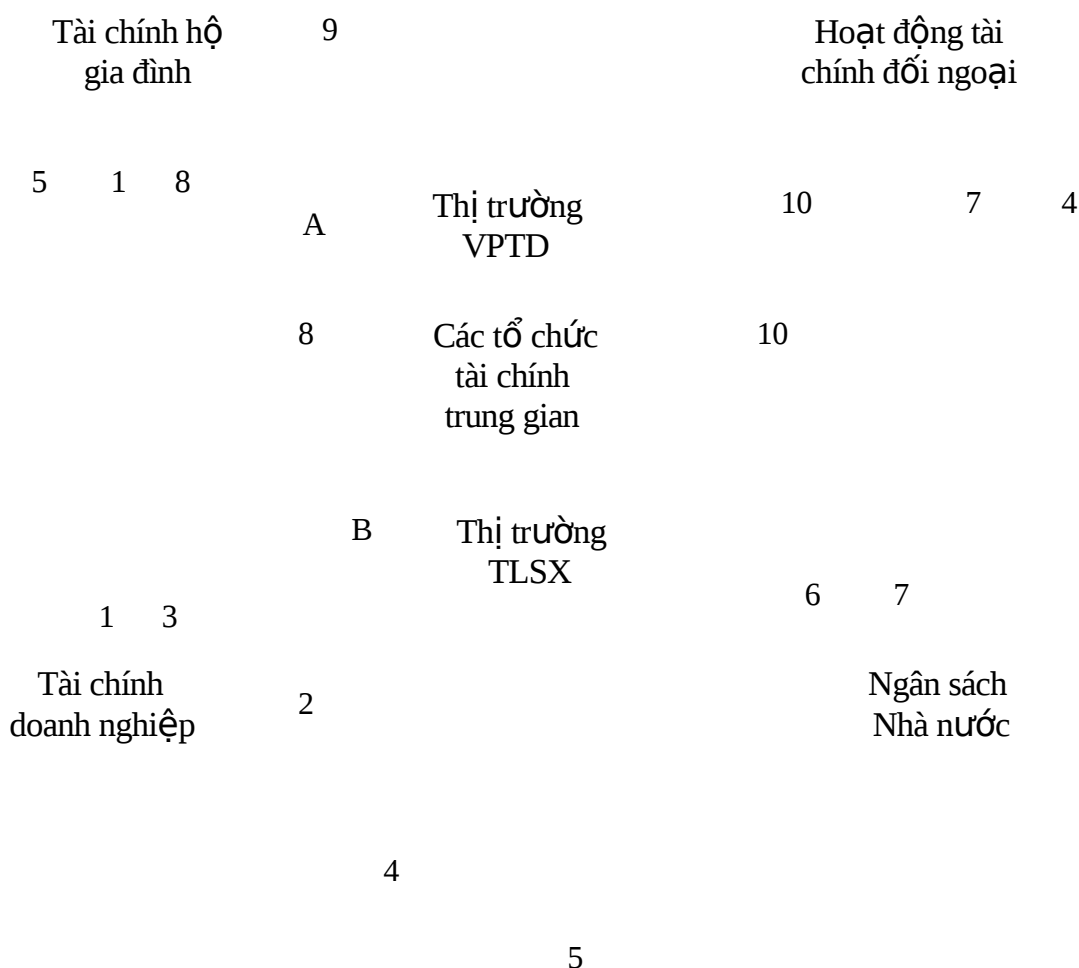 Tài chính hộ
gia đình
9
Hoạt động tài
chính đối ngoại
5 1 8
A
Thị trường
VPTD
10 7 4
8
Các tổ chức
tài chính
trung gian
10
B
Thị trường
TLSX
6 7
1 3
Tài chính
doanh nghiệp
2
Ngân sách
Nhà nước
4
5